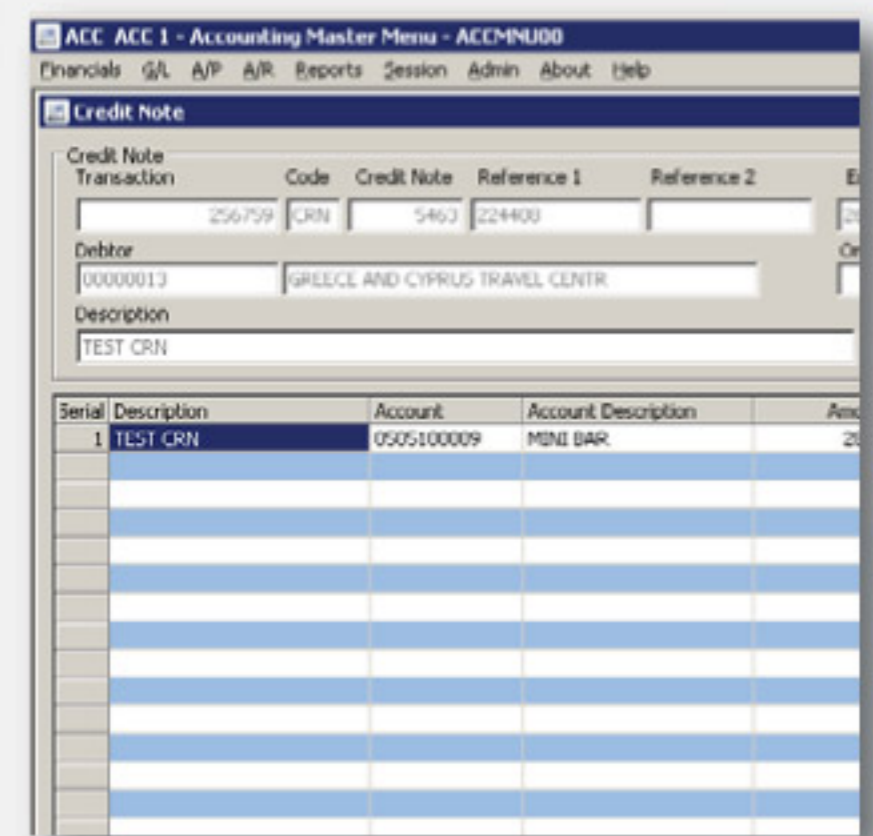 ACC ACC 1 - Accounting Master Menu - ACCMNU00
Financials G/L A/P A/R Reports Session Admin About Help
Credit Note
Credit Note
Transaction Code Credit Note Reference 1 Reference 2
256759 CRN 5463 224408
Debtor
00000013 GREECE AND CYPRUS TRAVEL CENTR
Description
TEST CRN
Serial Description Account Account Description
1 TEST CRN 0505100009 MINI BAR